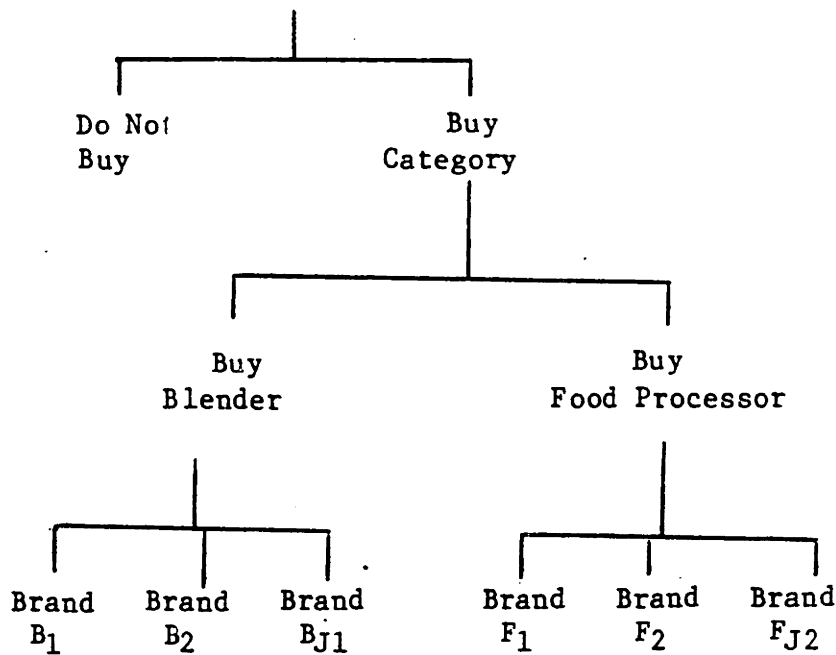 Do Not
Buy
Buy
Category
Buy
Blender
Buy
Food Processor
Brand
B1
Brand
B2
Brand
BJ1
Brand
F1
Brand
F2
Brand
FJ2